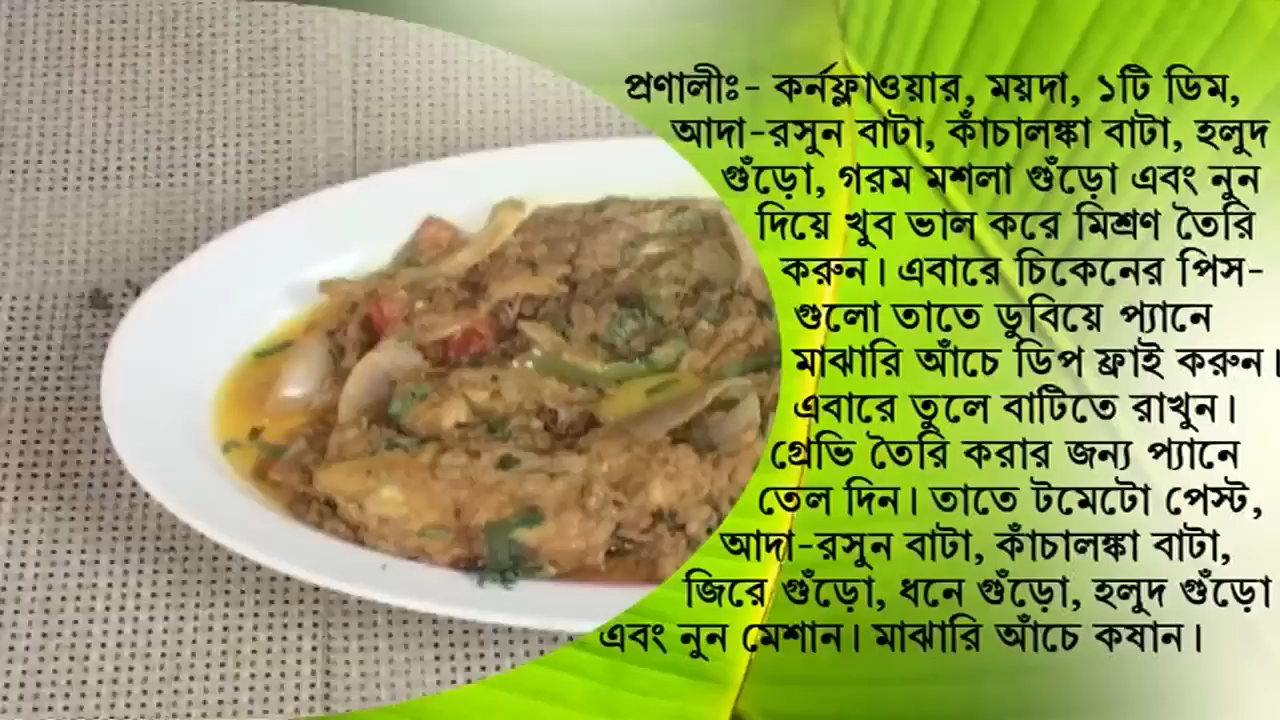 প্রণালীঃ- কর্নফ্লাওয়ার, ময়দা, ১টি ডিম,
আদা-রসুন বাটা, কাঁচালঙ্কা বাটা, হলুদ
গুঁড়ো, গরম মশলা গুঁড়ো এবং নুন
দিয়ে খুব ভাল করে মিশ্রণ তৈরি
করুন। এবারে চিকেনের পিস-
গুলো তাতে ডুবিয়ে প্যানে
মাঝারি আঁচে ডিপ ফ্রাই করুন।
এবারে তুলে বাটিতে রাখুন।
গ্রেভি তৈরি করার জন্য প্যানে
তেল দিন। তাতে টমেটো পেস্ট,
আদা-রসুন বাটা, কাঁচালঙ্কা বাটা,
জিরে গুঁড়ো, ধনে গুঁড়ো, হলুদ গুঁড়ো
এবং নুন মেশান। মাঝারি আঁচে কষান।